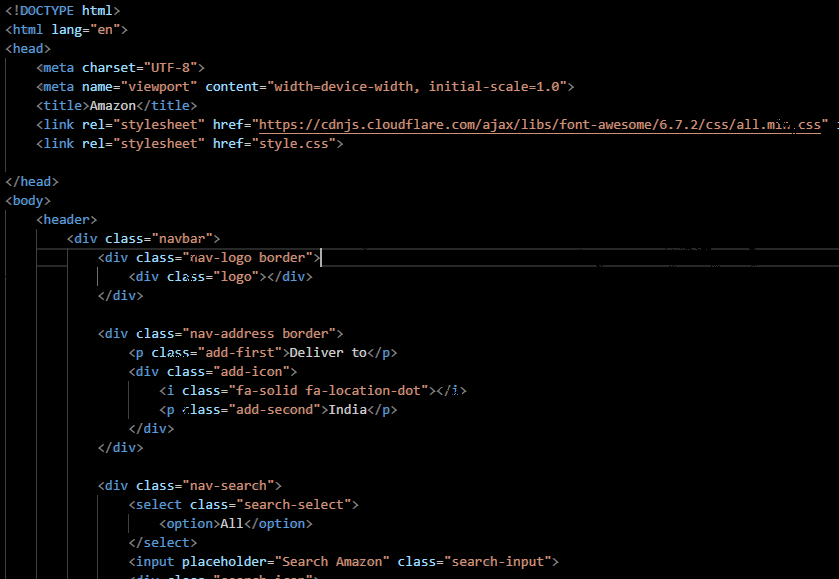 <!DOCTYPE html>
<html lang="en">
<head>
    <meta charset="UTF-8">
    <meta name="viewport" content="width=device-width, initial-scale=1.0">
    <title>Amazon</title>
    <link rel="stylesheet" href="https://cdnjs.cloudflare.com/ajax/libs/font-awesome/6.7.2/css/all.min.css"
    <link rel="stylesheet" href="style.css">
</head>
<body>
    <header>
        <div class="navbar">
            <div class="nav-logo border">
                <div class="logo"></div>
            </div>
            <div class="nav-address border">
                <p class="add-first">Deliver to</p>
                <div class="add-icon">
                    <i class="fa-solid fa-location-dot"></i>
                    <p class="add-second">India</p>
                </div>
            </div>
            <div class="nav-search">
                <select class="search-select">
                    <option>All</option>
                </select>
                <input placeholder="Search Amazon" class="search-input">
                <div class="search-icon">